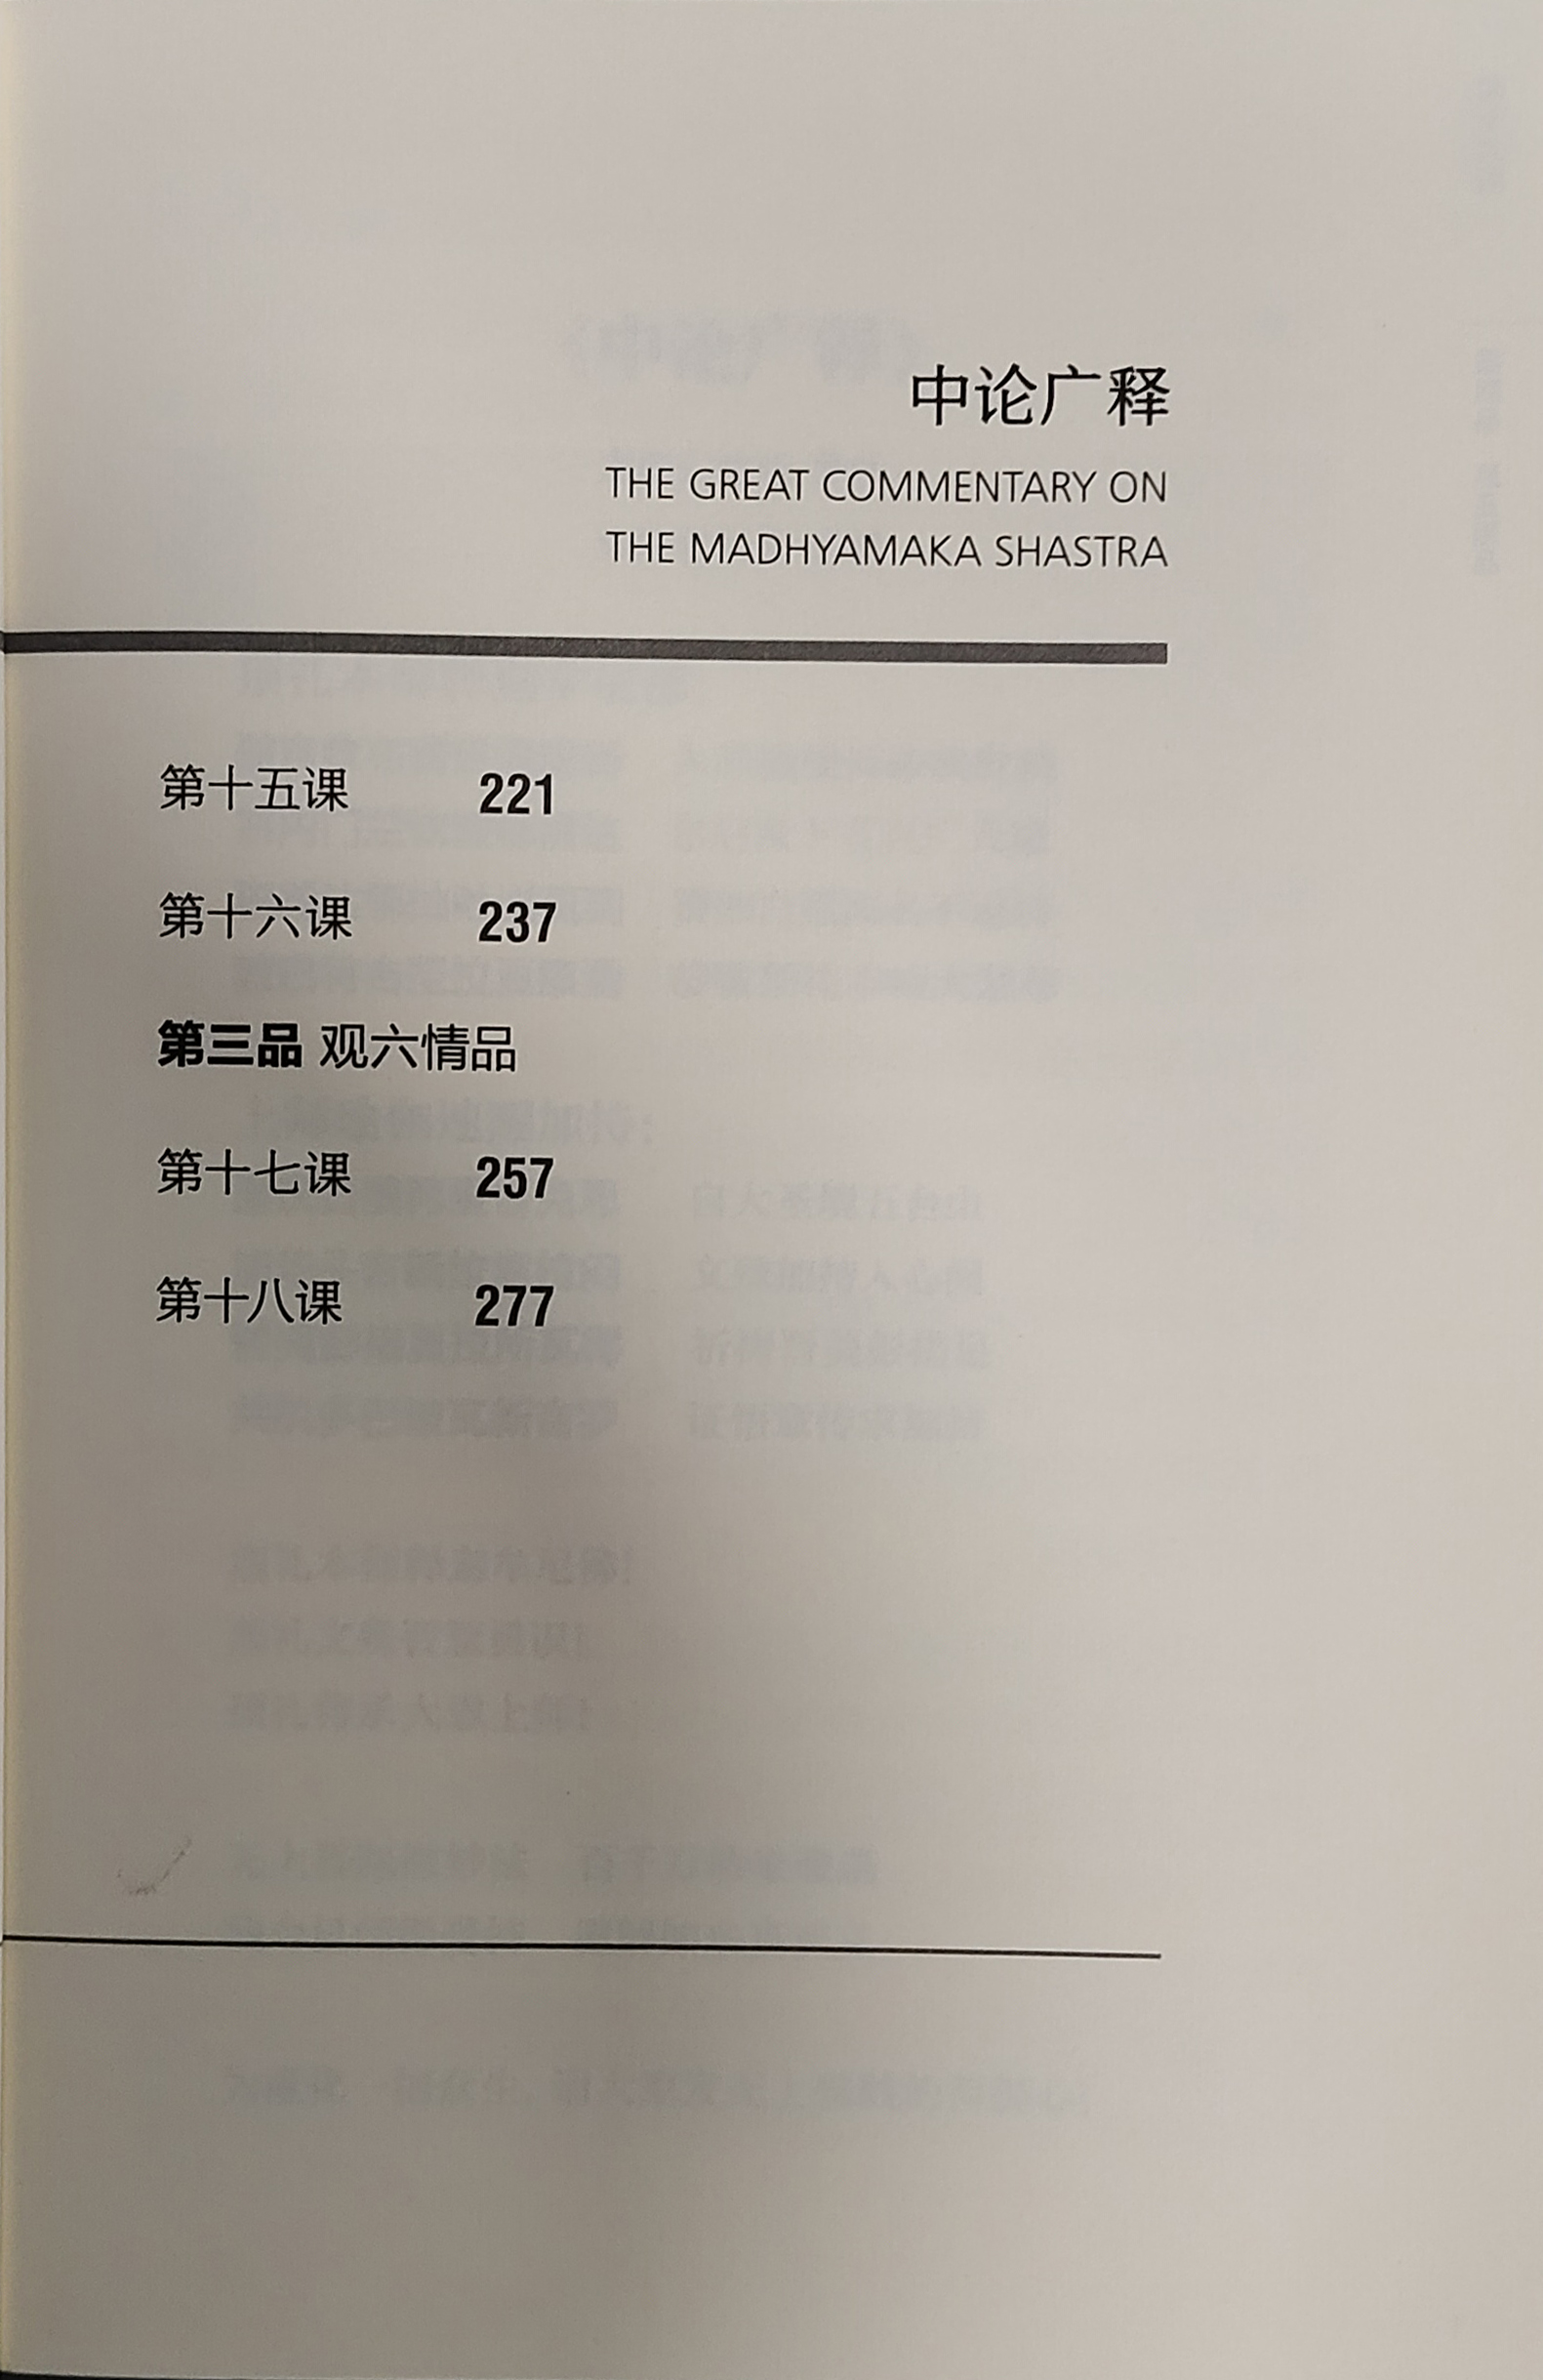 中论广释
THE GREAT COMMENTARY ON
THE MADHYAMAKA SHASTRA
第十五课 221
第十六课 237
第三品 观六情品
第十七课 257
第十八课 277